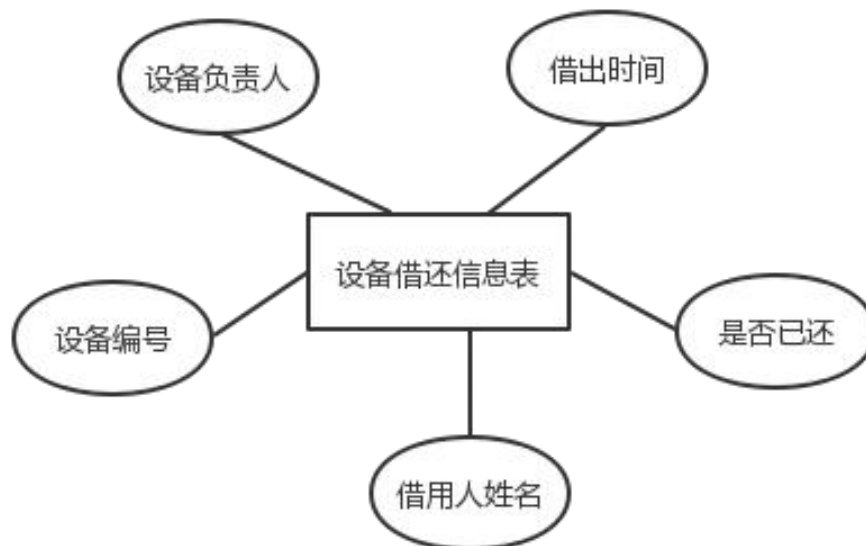 设备负责人
借出时间
设备借还信息表
设备编号
是否已还
借用人姓名